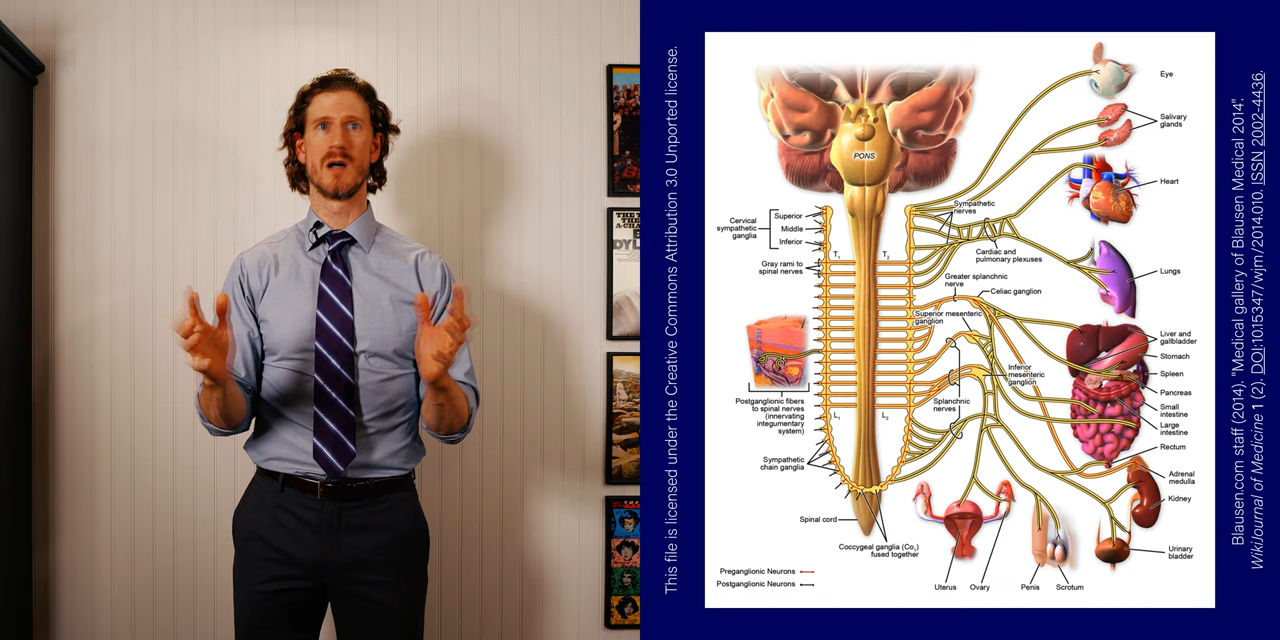 THE T
THE
A-CHA
DYL
This file is licensed under the Creative Commons Attribution 3.0 Unported license.
PONS
Eye
Salivary
glands
Heart
Sympathetic
nerves
Cardiac and
pulmonary plexuses
Lungs
Cervical
sympathetic
ganglia
Superior
Middle
Inferior
T₁
T₂
Gray rami to
spinal nerves
Greater splanchnic
nerve
Celiac ganglion
Superior mesenteric
ganglion
Liver and
gallbladder
Stomach
Spleen
Pancreas
Inferior
mesenteric
ganglion
Small
intestine
Large
intestine
Postganglionic fibers
to spinal nerves
(innervating
integumentary
system)
Splanchnic
nerves
L₁
L₂
Rectum
Sympathetic
chain ganglia
Adrenal
medulla
Kidney
Spinal cord
Coccygeal ganglia (Co₁)
fused together
Urinary
bladder
Preganglionic Neurons
Postganglionic Neurons
Uterus
Ovary
Penis
Scrotum
Blausen.com staff (2014). "Medical gallery of Blausen Medical 2014".
WikiJournal of Medicine 1 (2). DOI:10.15347/wjm/2014.010. ISSN 2002-4436.